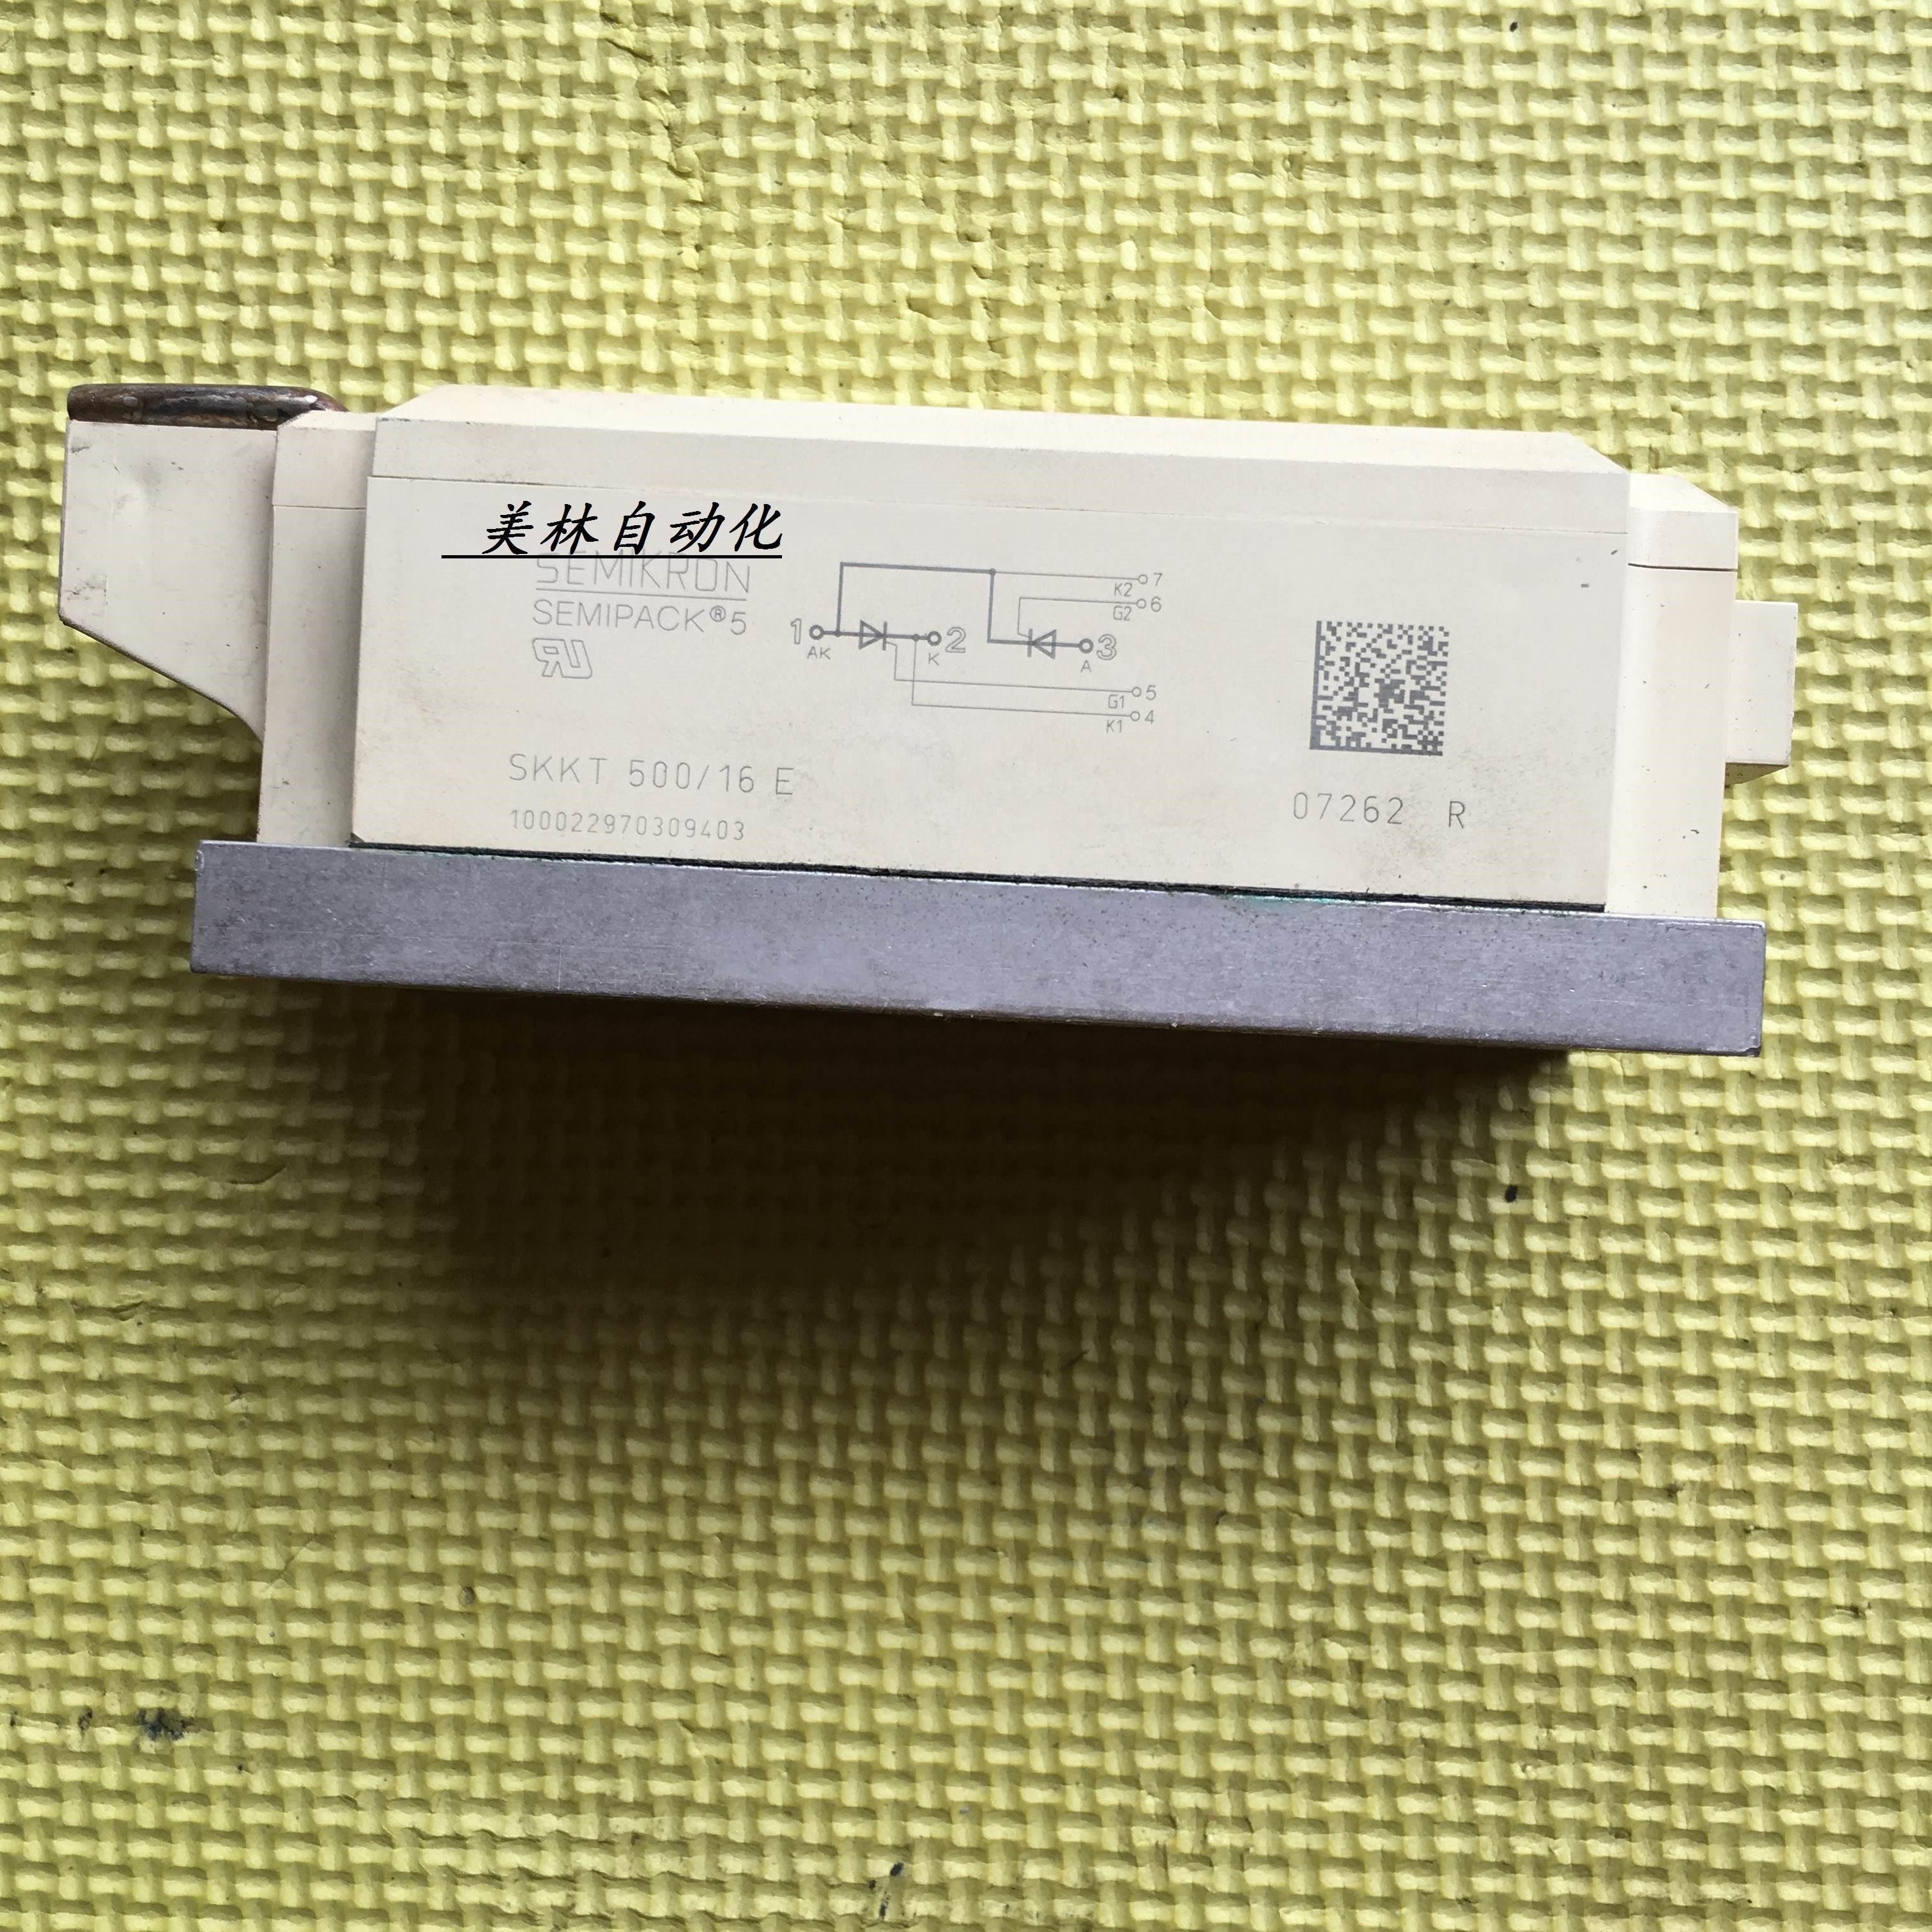 美林自动化
SEMIKRON
SEMIPACK®5
RU
1 AK K 2 A 3
K2 7
G2 6
G1 5
K1 4
SKKT 500/16 E
100022970309403
07262 R